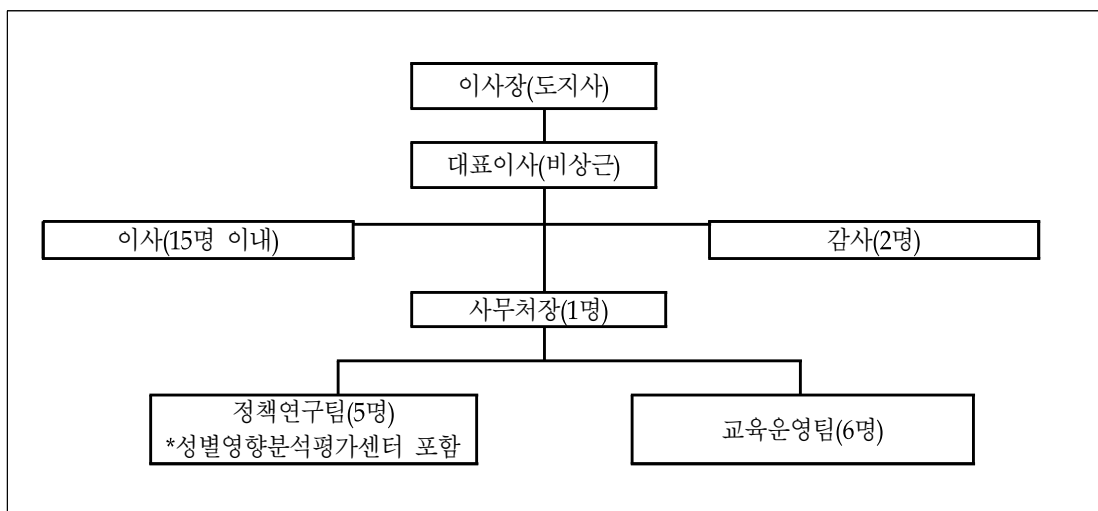 이사장(도지사)
대표이사(비상근)
이사(15명 이내)
감사(2명)
사무처장(1명)
정책연구팀(5명)
*성별영향분석평가센터 포함
교육운영팀(6명)